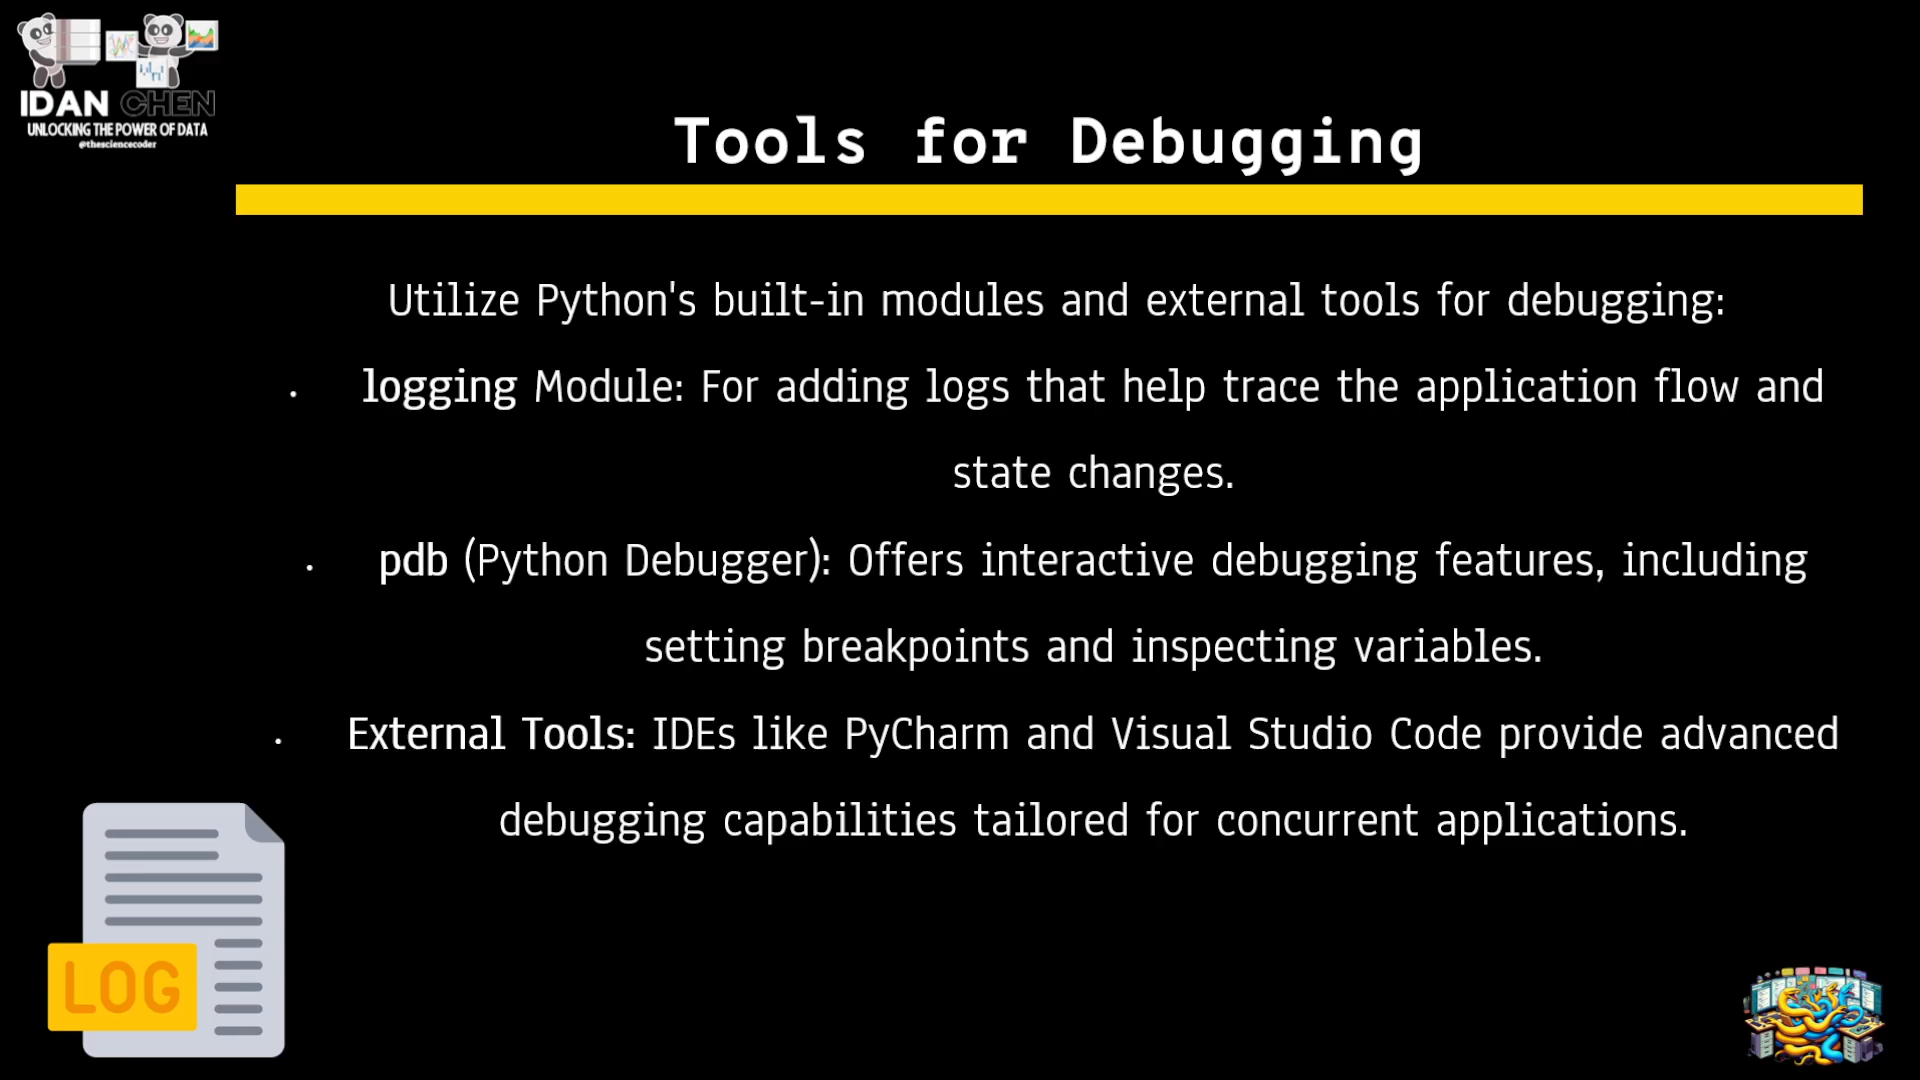 IDAN CHEN
UNLOCKING THE POWER OF DATA
@thesciencecoder
Tools for Debugging
Utilize Python's built-in modules and external tools for debugging:
• logging Module: For adding logs that help trace the application flow and
state changes.
• pdb (Python Debugger): Offers interactive debugging features, including
setting breakpoints and inspecting variables.
• External Tools: IDEs like PyCharm and Visual Studio Code provide advanced
debugging capabilities tailored for concurrent applications.
LOG